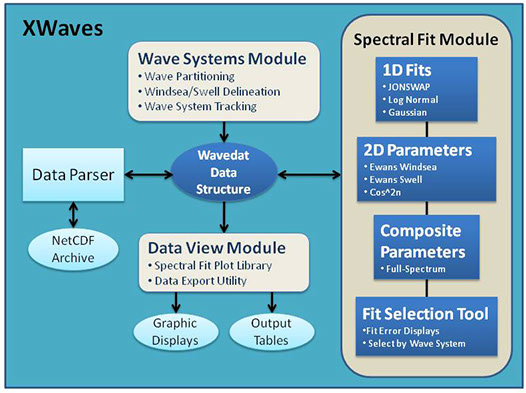 XWaves
Wave Systems Module
• Wave Partitioning
• Windsea/Swell Delineation
• Wave System Tracking
Data Parser
NetCDF
Archive
Wavedat
Data
Structure
Data View Module
• Spectral Fit Plot Library
• Data Export Utility
Graphic
Displays
Output
Tables
Spectral Fit Module
1D Fits
• JONSWAP
• Log Normal
• Gaussian
2D Parameters
• Ewans Windsea
• Ewans Swell
• Cos^2n
Composite
Parameters
• Full-Spectrum
Fit Selection Tool
•Fit Error Displays
• Select by Wave System